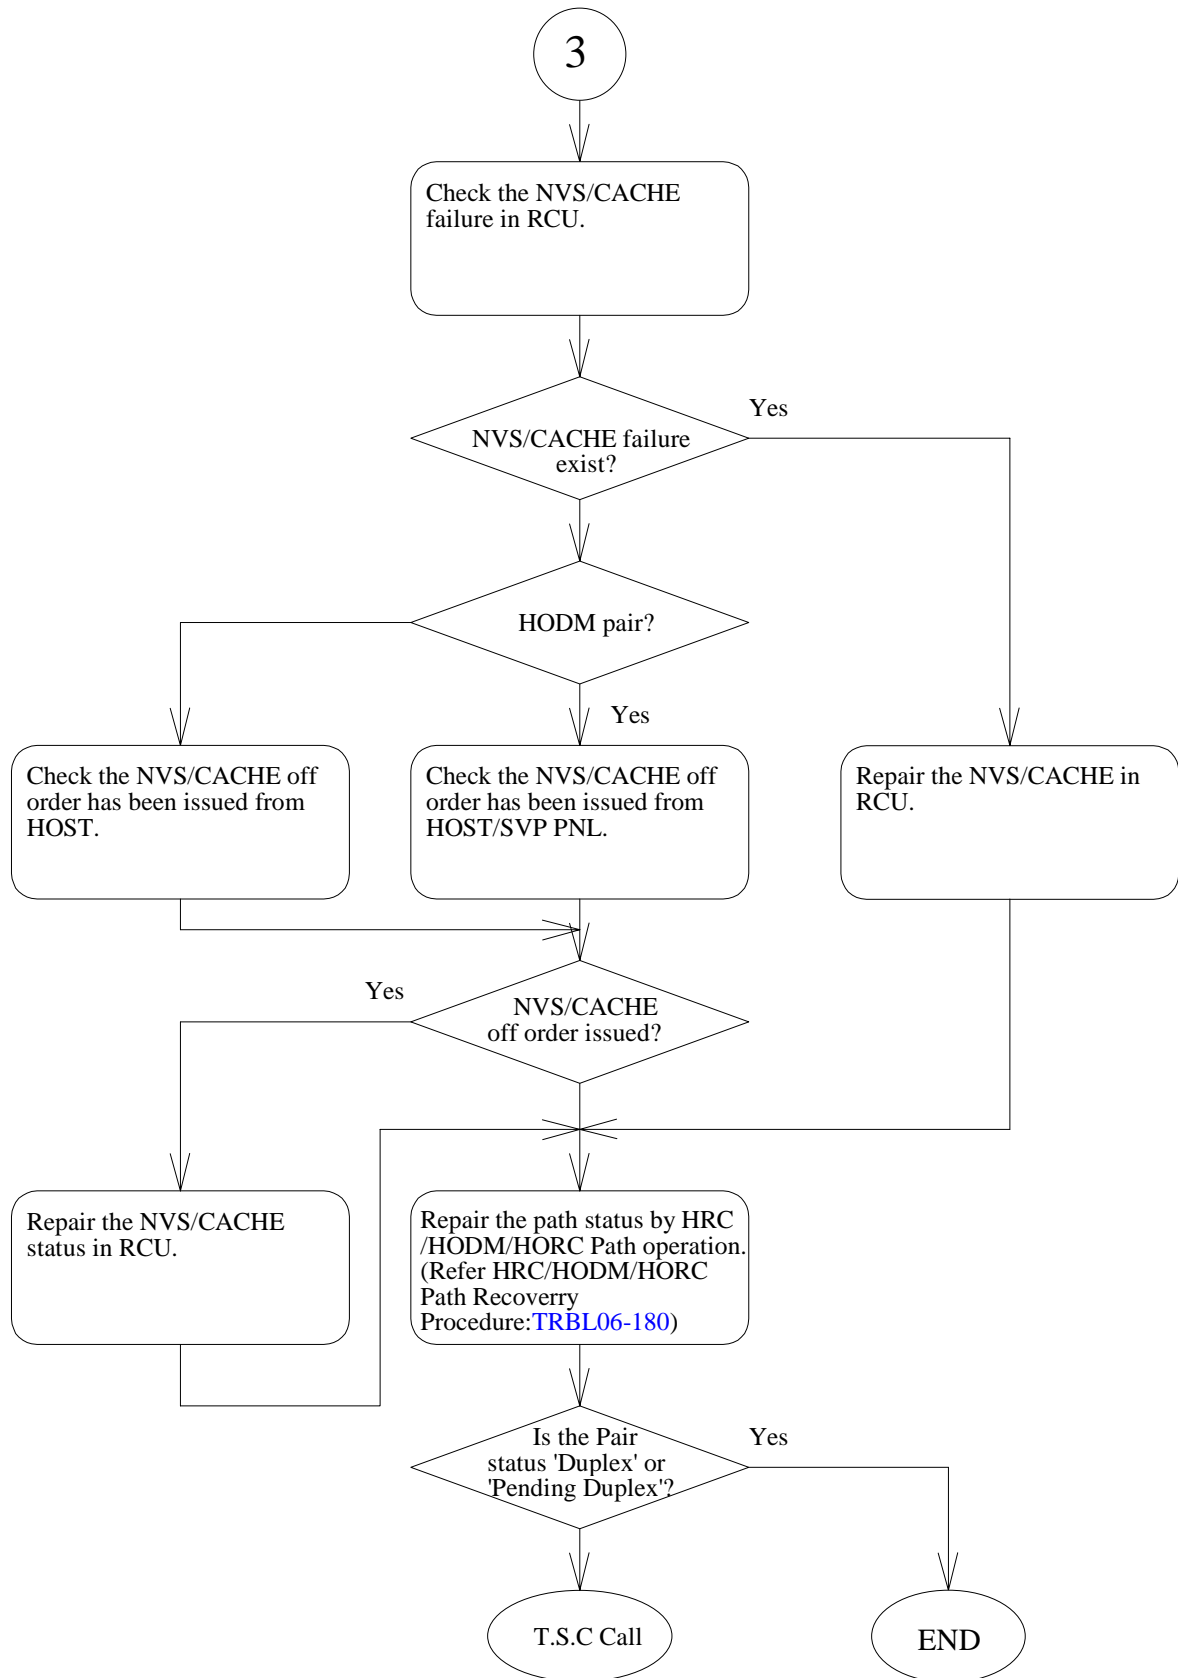 3
Check the NVS/CACHE
failure in RCU.
Yes
NVS/CACHE failure
exist?
HODM pair?
Yes
Check the NVS/CACHE off
order has been issued from
HOST.
Check the NVS/CACHE off
order has been issued from
HOST/SVP PNL.
Repair the NVS/CACHE in
RCU.
Yes
NVS/CACHE
off order issued?
Repair the NVS/CACHE
status in RCU.
Repair the path status by HRC
/HODM/HORC Path operation.
(Refer HRC/HODM/HORC
Path Recoverry
Procedure:TRBL06-180)
Is the Pair
status 'Duplex' or
'Pending Duplex'?
Yes
T.S.C Call
END